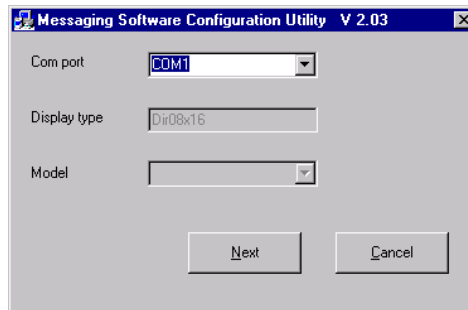 Messaging Software Configuration Utility V 2.03
Com port COM1
Display type Dir08x16
Model
Next Cancel